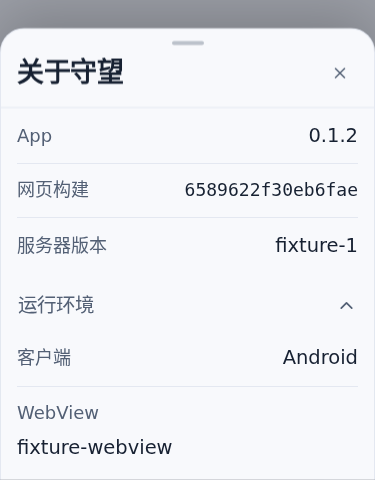 关于守望
×
App 0.1.2
网页构建 6589622f30eb6fae
服务器版本 fixture-1
运行环境
客户端 Android
WebView
fixture-webview